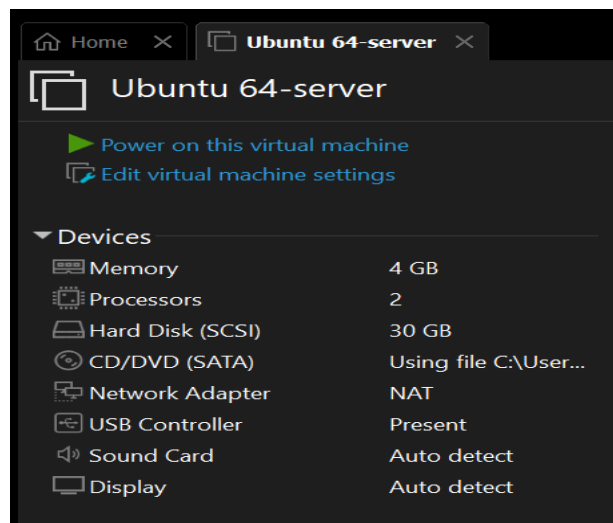 Home Ubuntu 64-server
Ubuntu 64-server
Power on this virtual machine
Edit virtual machine settings
Devices
Memory 4 GB
Processors 2
Hard Disk (SCSI) 30 GB
CD/DVD (SATA) Using file C:\User...
Network Adapter NAT
USB Controller Present
Sound Card Auto detect
Display Auto detect